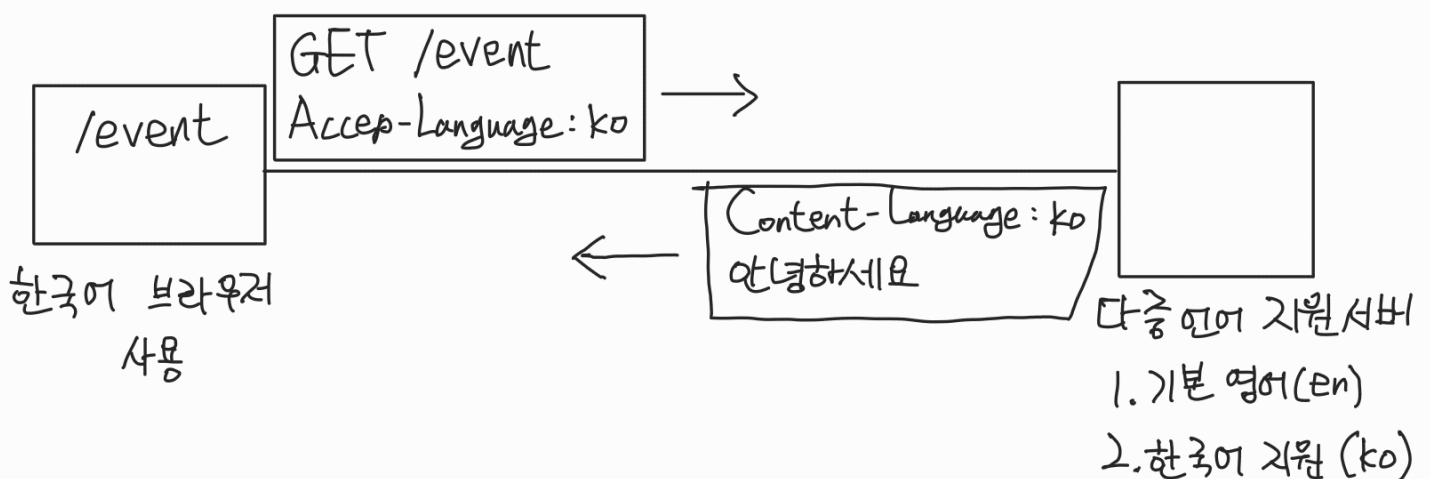 /event
GET /event
Accep-Language: ko
Content-Language: ko
안녕하세요
한국어 브라우저
사용
다중 언어 지원 서버
1. 기본 영어(en)
2. 한국어 지원 (ko)